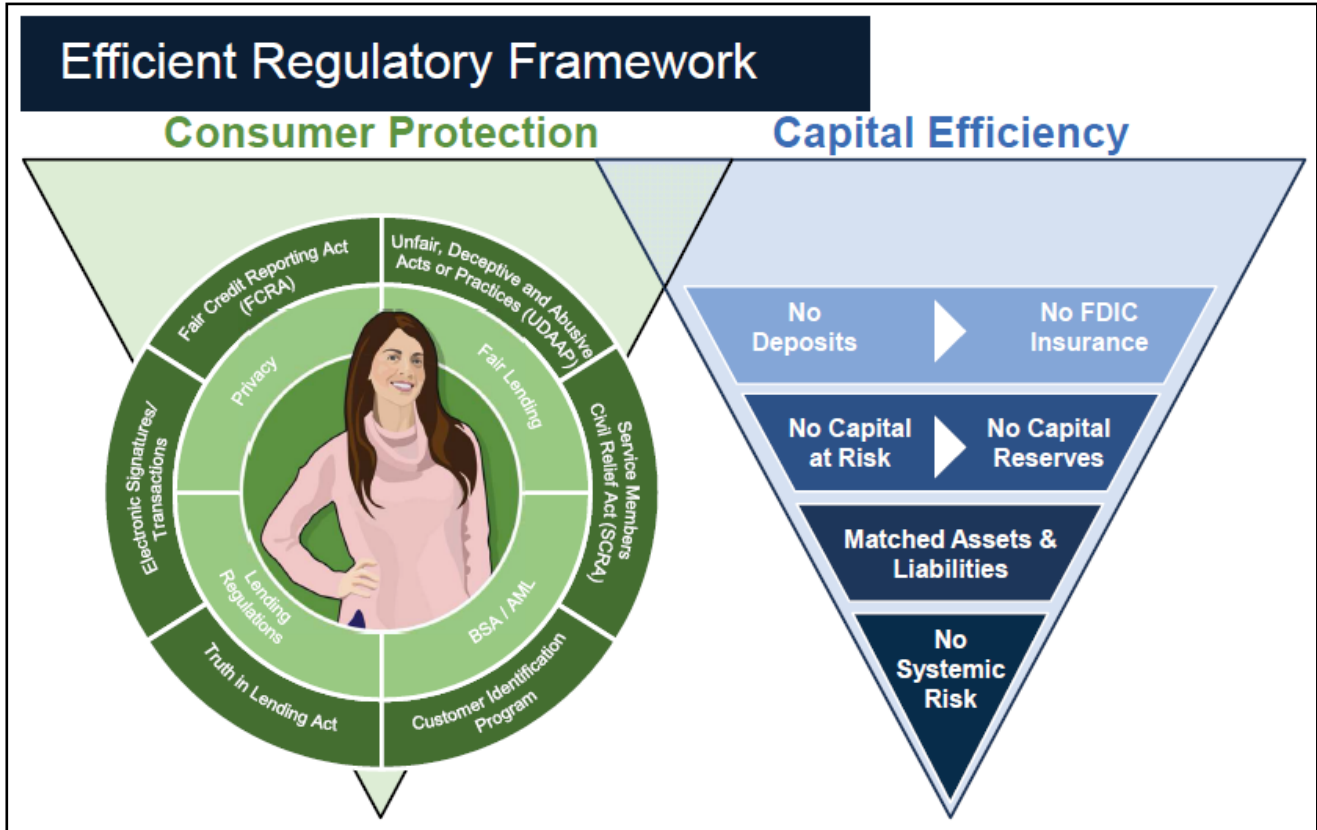 Efficient Regulatory Framework
Consumer Protection
Capital Efficiency
Fair Credit Reporting Act
(FCRA)
Unfair, Deceptive and Abusive
Acts or Practices (UDAAP)
Electronic Signatures/
Transactions
Service Members
Civil Relief Act (SCRA)
Truth in Lending Act
Customer Identification
Program
Privacy
Fair Lending
Lending
Regulations
BSA / AML
No
Deposits
No FDIC
Insurance
No Capital
at Risk
No Capital
Reserves
Matched Assets &
Liabilities
No
Systemic
Risk